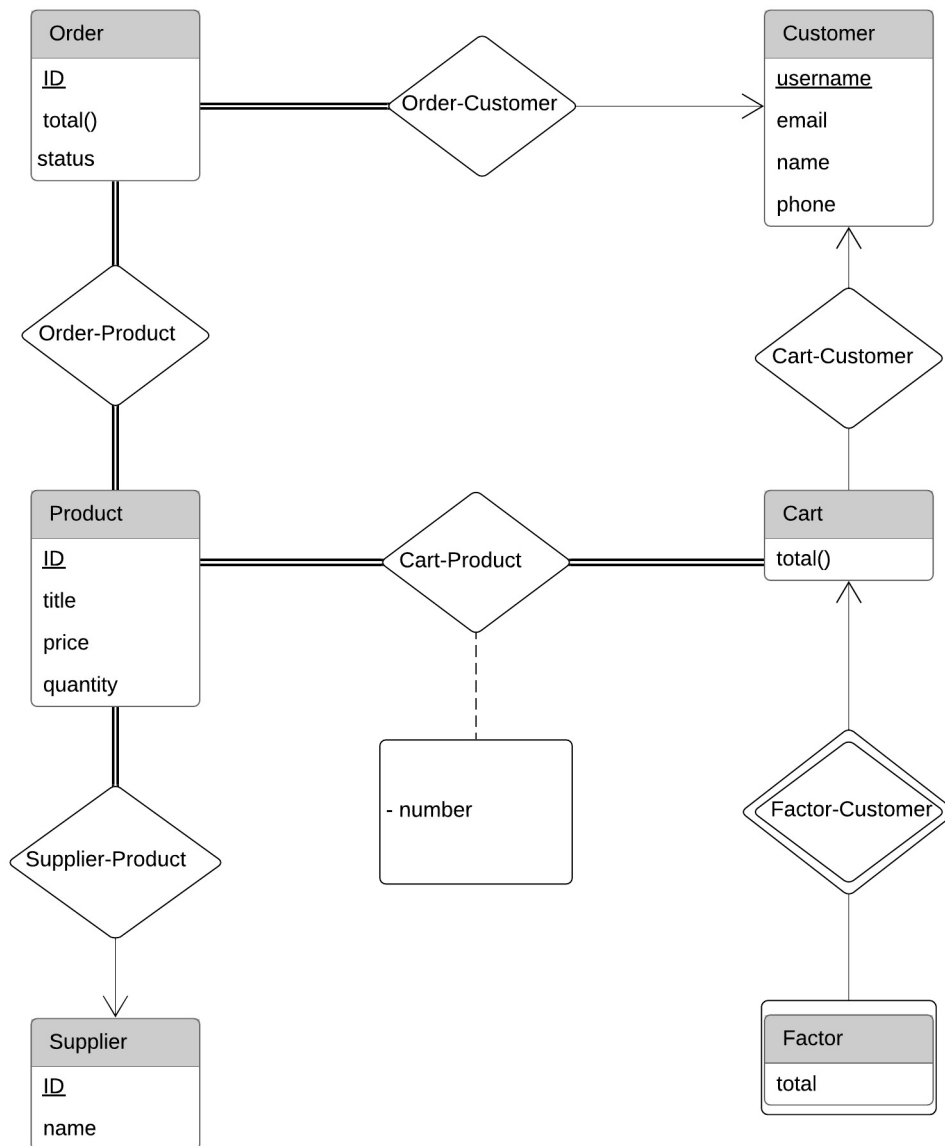 Order
ID
total()
status
Order-Customer
Customer
username
email
name
phone
Order-Product
Cart-Customer
Product
ID
title
price
quantity
Cart-Product
Cart
total()
- number
Supplier-Product
Factor-Customer
Supplier
ID
name
Factor
total